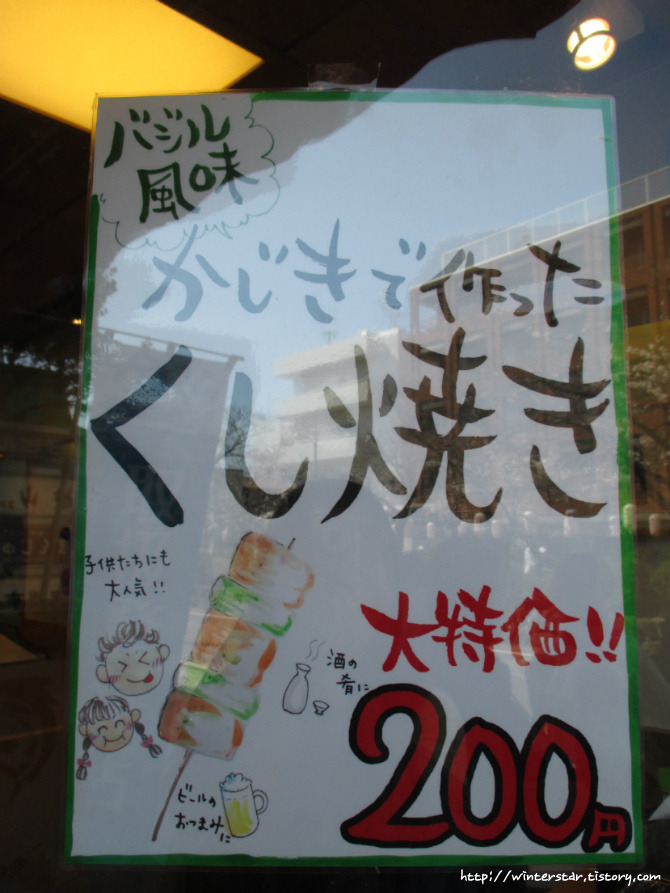 バジル
風味
かじきで作った
くし焼き
子供たちにも
大人気!!
大特価!!
酒の
肴に
200円
ビールの
おつまみに
http://winterstar.tistory.com